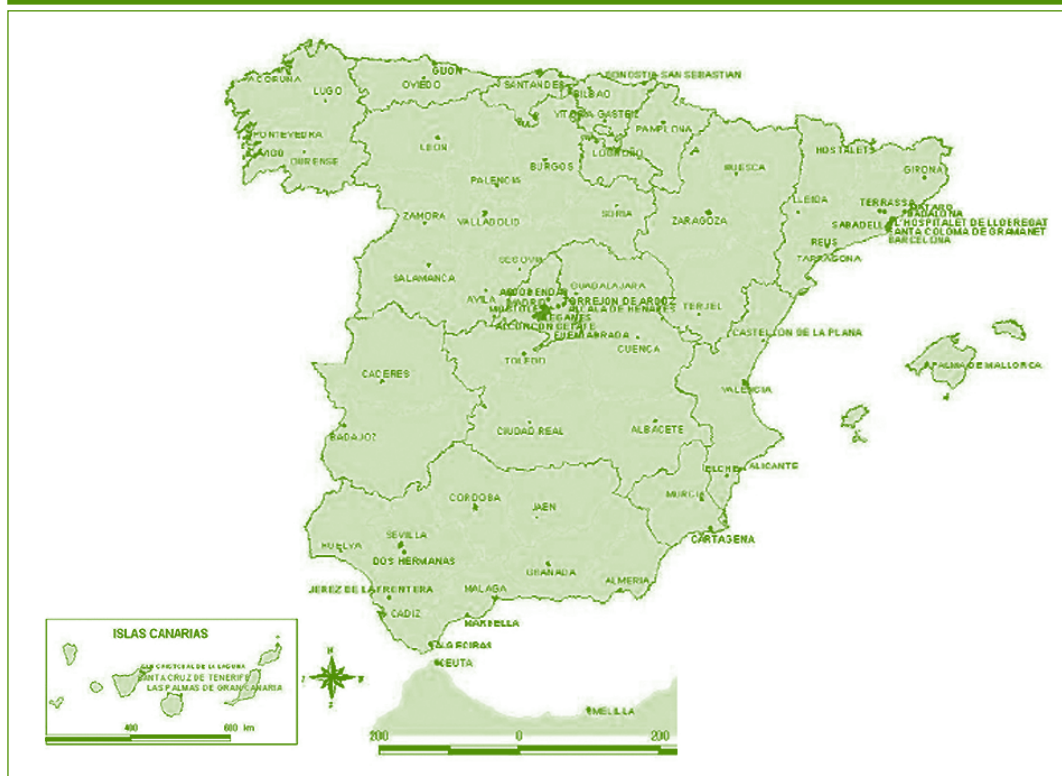 GIJON
DONOSTIA-SAN SEBASTIAN
A CORUÑA
OVIEDO
SANTANDER
BILBAO
LUGO
VITORIA-GASTEIZ
PAMPLONA
PONTEVEDRA
LEON
LOGROÑO
HOSTALETS
VIGO
OURENSE
BURGOS
HUESCA
GIRONA
PALENCIA
LLEIDA
TERRASSA
MATARO
ZAMORA
VALLADOLID
SORIA
ZARAGOZA
BADALONA
SABADELL
L'HOSPITALET DE LLOBREGAT
SANTA COLOMA DE GRAMANET
REUS
BARCELONA
SEGOVIA
TARRAGONA
SALAMANCA
GUADALAJARA
AVILA
ALCOBENDAS
MADRID
TORREJON DE ARDOZ
MOSTOLES
ALCALA DE HENARES
TERUEL
LEGANES
ALCORCON GETAFE
FUENLABRADA
CASTELLON DE LA PLANA
CUENCA
TOLEDO
PALMA DE MALLORCA
CACERES
VALENCIA
BADAJOZ
CIUDAD REAL
ALBACETE
ELCHE
ALICANTE
CORDOBA
MURCIA
JAEN
SEVILLA
HUELVA
CARTAGENA
DOS HERMANAS
GRANADA
ALMERIA
JEREZ DE LA FRONTERA
MALAGA
CADIZ
MARBELLA
ISLAS CANARIAS
ALGECIRAS
N
CEUTA
SAN CRISTOBAL DE LA LAGUNA
SANTA CRUZ DE TENERIFE
LAS PALMAS DE GRAN CANARIA
S
MELILLA
400
600 km
200
0
200